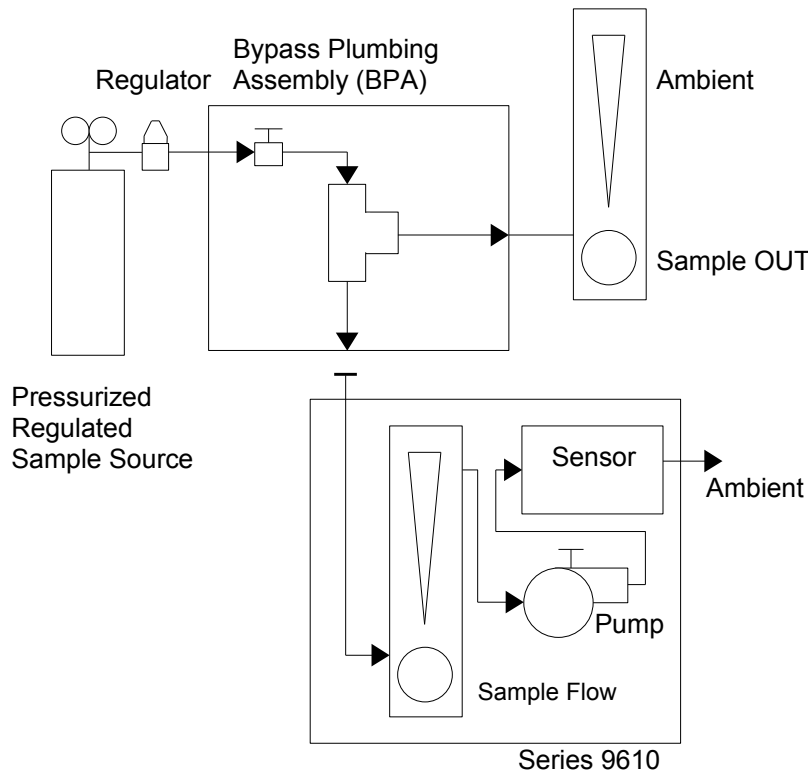 Regulator
Bypass Plumbing
Assembly (BPA)
Ambient
Sample OUT
Pressurized
Regulated
Sample Source
Sensor
Ambient
Pump
Sample Flow
Series 9610